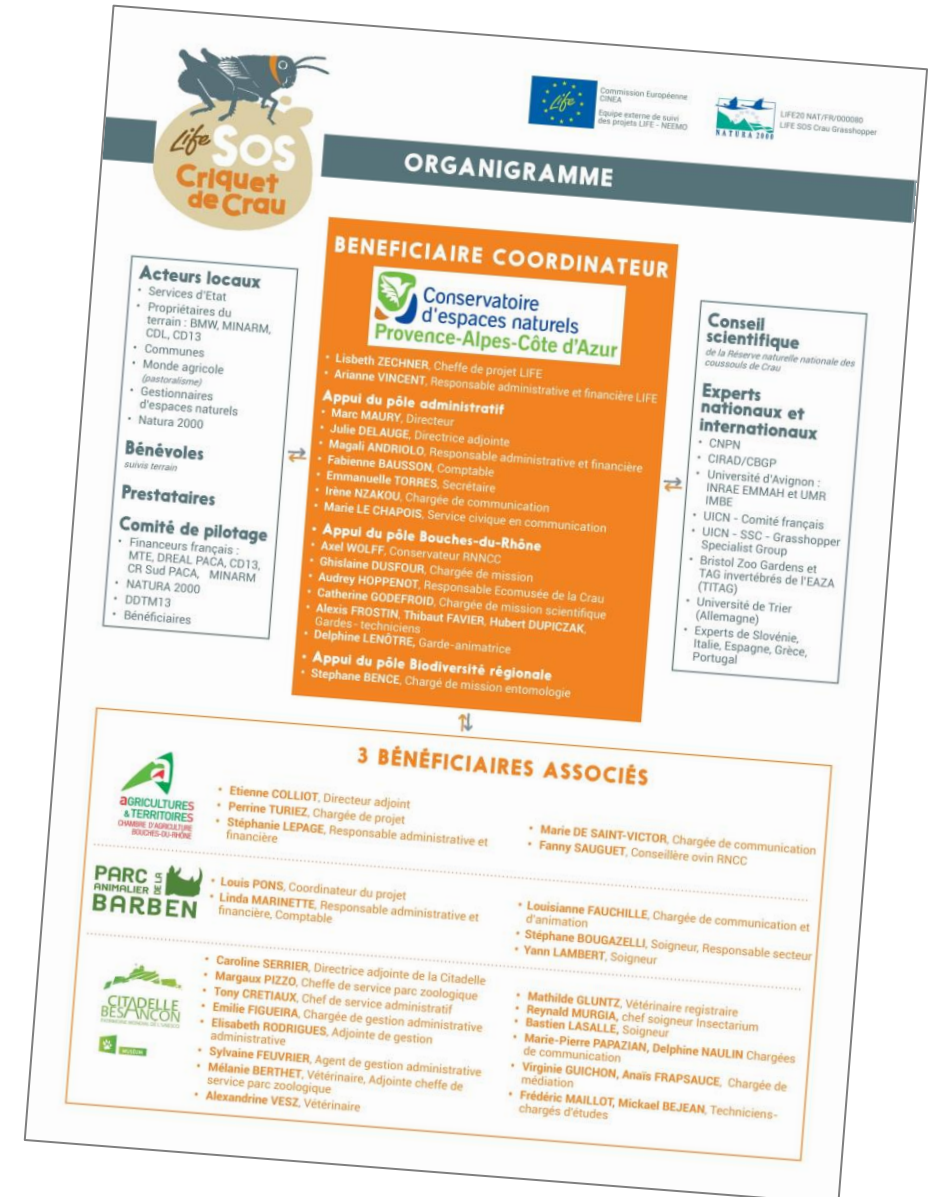 Life SOS
Criquet
de Crau
Life
Commission Européenne
CINEA
Equipe externe de suivi
des projets LIFE - NEEMO
NATURA 2000
LIFE20 NAT/FR/000080
LIFE SOS Crau Grasshopper
ORGANIGRAMME
Acteurs locaux
• Services d'Etat
• Propriétaires du
terrain : BMW, MINARM,
CDL, CD13
• Communes
• Monde agricole
(pastoralisme)
• Gestionnaires
d'espaces naturels
• Natura 2000
Bénévoles
suivis terrain
Prestataires
Comité de pilotage
• Financeurs français :
MTE, DREAL PACA, CD13,
CR Sud PACA, MINARM
• NATURA 2000
• DDTM13
• Bénéficiaires
BENEFICIAIRE COORDINATEUR
Conservatoire
d'espaces naturels
Provence-Alpes-Côte d'Azur
• Lisbeth ZECHNER, Cheffe de projet LIFE
• Arianne VINCENT, Responsable administrative et financière LIFE
Appui du pôle administratif
• Marc MAURY, Directeur
• Julie DELAUGE, Directrice adjointe
• Magali ANDRIOLO, Responsable administrative et financière
• Fabienne BAUSSON, Comptable
• Emmanuelle TORRES, Secrétaire
• Irène NZAKOU, Chargée de communication
• Marie LE CHAPOIS, Service civique en communication
• Appui du pôle Bouches-du-Rhône
• Axel WOLFF, Conservateur RNNCC
• Ghislaine DUSFOUR, Chargée de mission
• Audrey HOPPENOT, Responsable Ecomusée de la Crau
• Catherine GODEFROID, Chargée de mission scientifique
• Alexis FROSTIN, Thibaut FAVIER, Hubert DUPICZAK,
Gardes-techniciens
• Delphine LENÔTRE, Garde-animatrice
• Appui du pôle Biodiversité régionale
• Stephane BENCE, Chargé de mission entomologie
Conseil
scientifique
de la Réserve naturelle nationale des
coussouls de Crau
Experts
nationaux et
internationaux
• CNPN
• CIRAD/CBGP
• Université d'Avignon :
INRAE EMMAH et UMR
IMBE
• UICN - Comité français
• UICN - SSC - Grasshopper
Specialist Group
• Bristol Zoo Gardens et
TAG invertébrés de l'EAZA
(TITAG)
• Université de Trier
(Allemagne)
• Experts de Slovénie,
Italie, Espagne, Grèce,
Portugal
3 BÉNÉFICIAIRES ASSOCIÉS
AGRICULTURES
& TERRITOIRES
CHAMBRE D'AGRICULTURE
BOUCHES-DU-RHÔNE
• Etienne COLLIOT, Directeur adjoint
• Perrine TURIEZ, Chargée de projet
• Stéphanie LEPAGE, Responsable administrative et
financière
• Marie DE SAINT-VICTOR, Chargée de communication
• Fanny SAUGUET, Conseillère ovin RNCC
PARC
ANIMALIER DE LA
BARBEN
• Louis PONS, Coordinateur du projet
• Linda MARINETTE, Responsable administrative et
financière, Comptable
• Louisianne FAUCHILLE, Chargée de communication et
d'animation
• Stéphane BOUGAZELLI, Soigneur, Responsable secteur
• Yann LAMBERT, Soigneur
CITADELLE
BESANCON
MUSEUM
• Caroline SERRIER, Directrice adjointe de la Citadelle
• Margaux PIZZO, Cheffe de service parc zoologique
• Tony CRETIAUX, Chef de service administratif
• Emilie FIGUEIRA, Chargée de gestion administrative
• Elisabeth RODRIGUES, Adjointe de gestion
administrative
• Sylvaine FEUVRIER, Agent de gestion administrative
• Mélanie BERTHET, Vétérinaire, Adjointe cheffe de
service parc zoologique
• Alexandrine VESZ, Vétérinaire
• Mathilde GLUNTZ, Vétérinaire registraire
• Reynald MURGIA, chef soigneur Insectarium
• Bastien LASALLE, Soigneur
• Marie-Pierre PAPAZIAN, Delphine NAULIN Chargées
de communication
• Virginie GUICHON, Anaïs FRAPSAUCE, Chargée de
médiation
• Frédéric MAILLOT, Mickael BEJEAN, Techniciens-
chargés d'études